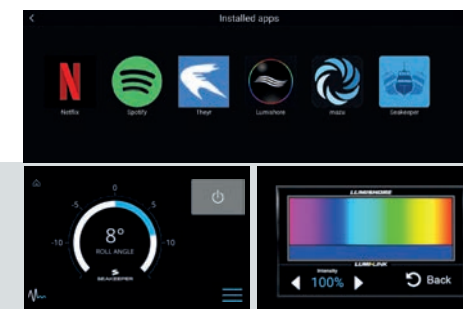 Installed apps
Netflix
Spotify
Theyr
Lumishore
maza
Seakeeper
0
-5 5
-10 -10
8°
ROLL ANGLE
SEAKEEPER
LUMISHORE
LUMI-LINK
Intensity
100%
Back